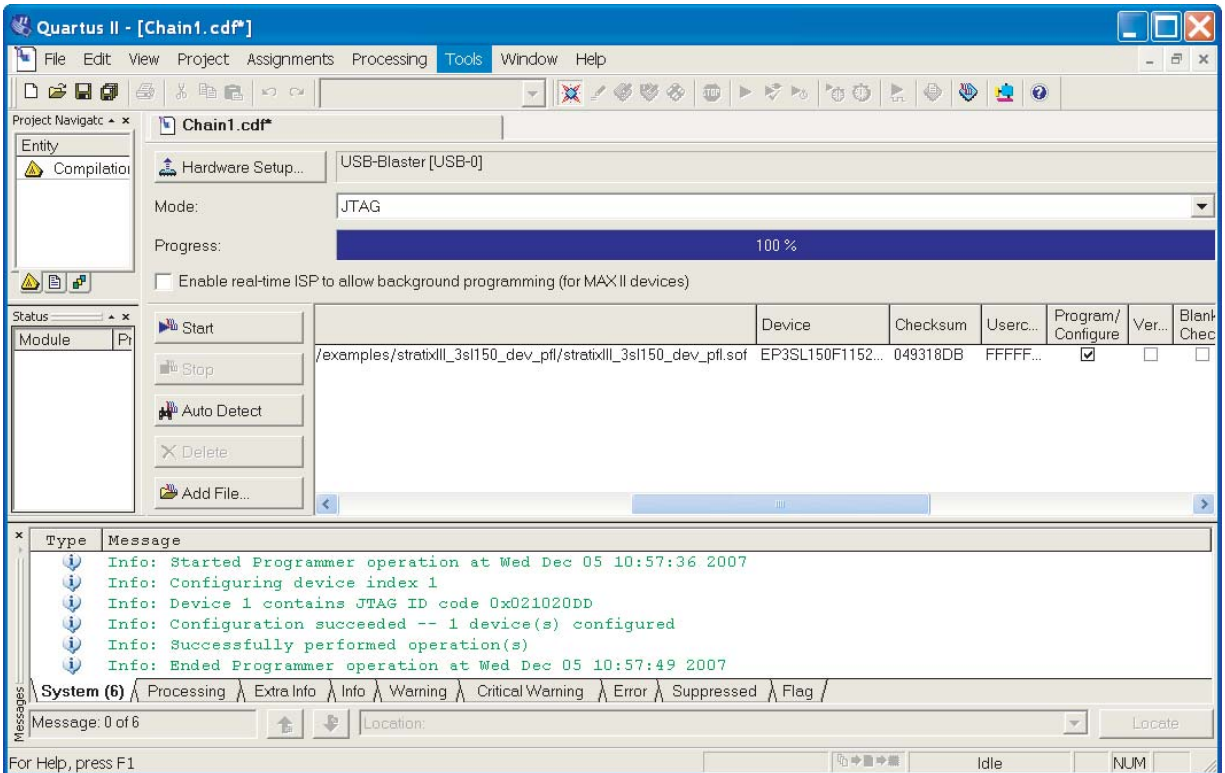 Quartus II - [Chain1.cdf*]
File Edit View Project Assignments Processing Tools Window Help
Project Navigatc
Chain1.cdf*
Entity
Compilation
Hardware Setup...
USB-Blaster [USB-0]
Mode:
JTAG
Progress:
100 %
Enable real-time ISP to allow background programming (for MAX II devices)
Status
Module Pr
Start
Stop
Auto Detect
Delete
Add File...
Device Checksum Userc... Program/ Configure Ver... Blank Chec
/examples/stratixIII_3sl150_dev_pfl/stratixIII_3sl150_dev_pfl.sof EP3SL150F1152... 049318DB FFFFF...
Type Message
Info: Started Programmer operation at Wed Dec 05 10:57:36 2007
Info: Configuring device index 1
Info: Device 1 contains JTAG ID code 0x021020DD
Info: Configuration succeeded -- 1 device(s) configured
Info: Successfully performed operation(s)
Info: Ended Programmer operation at Wed Dec 05 10:57:49 2007
System (6) Processing Extra Info Info Warning Critical Warning Error Suppressed Flag
Messages
Message: 0 of 6
Location:
Locate
For Help, press F1
Idle
NUM